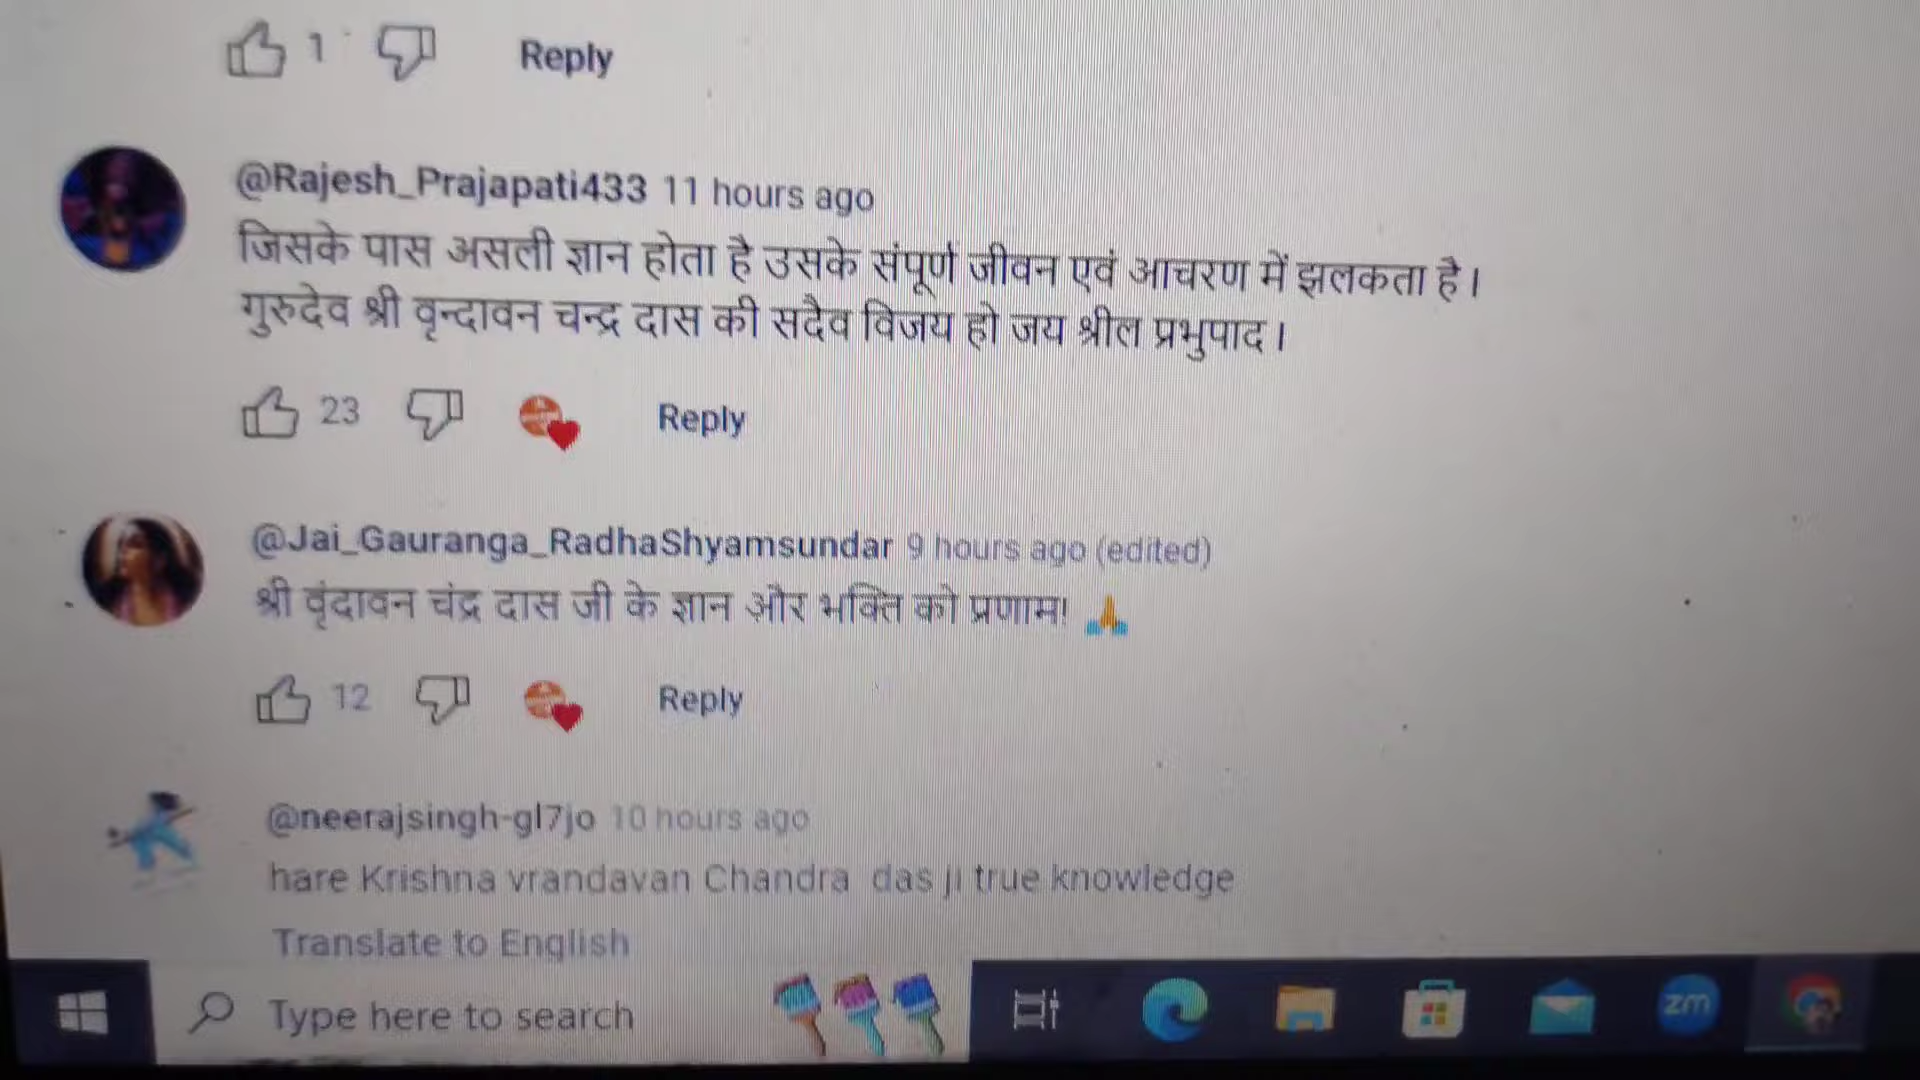 1 Reply
@Rajesh_Prajapati433 11 hours ago
जिसके पास असली ज्ञान होता है उसके संपूर्ण जीवन एवं आचरण में झलकता है।
गुरुदेव श्री वृन्दावन चन्द्र दास की सदैव विजय हो जय श्रील प्रभुपाद।
23 Reply
@Jai_Gauranga_RadhaShyamsundar 9 hours ago (edited)
श्री वृंदावन चंद्र दास जी के ज्ञान और भक्ति को प्रणाम! 🙏
12 Reply
@neerajsingh-gl7jo 10 hours ago
hare Krishna vrandavan Chandra das ji true knowledge
Translate to English
Type here to search
zm